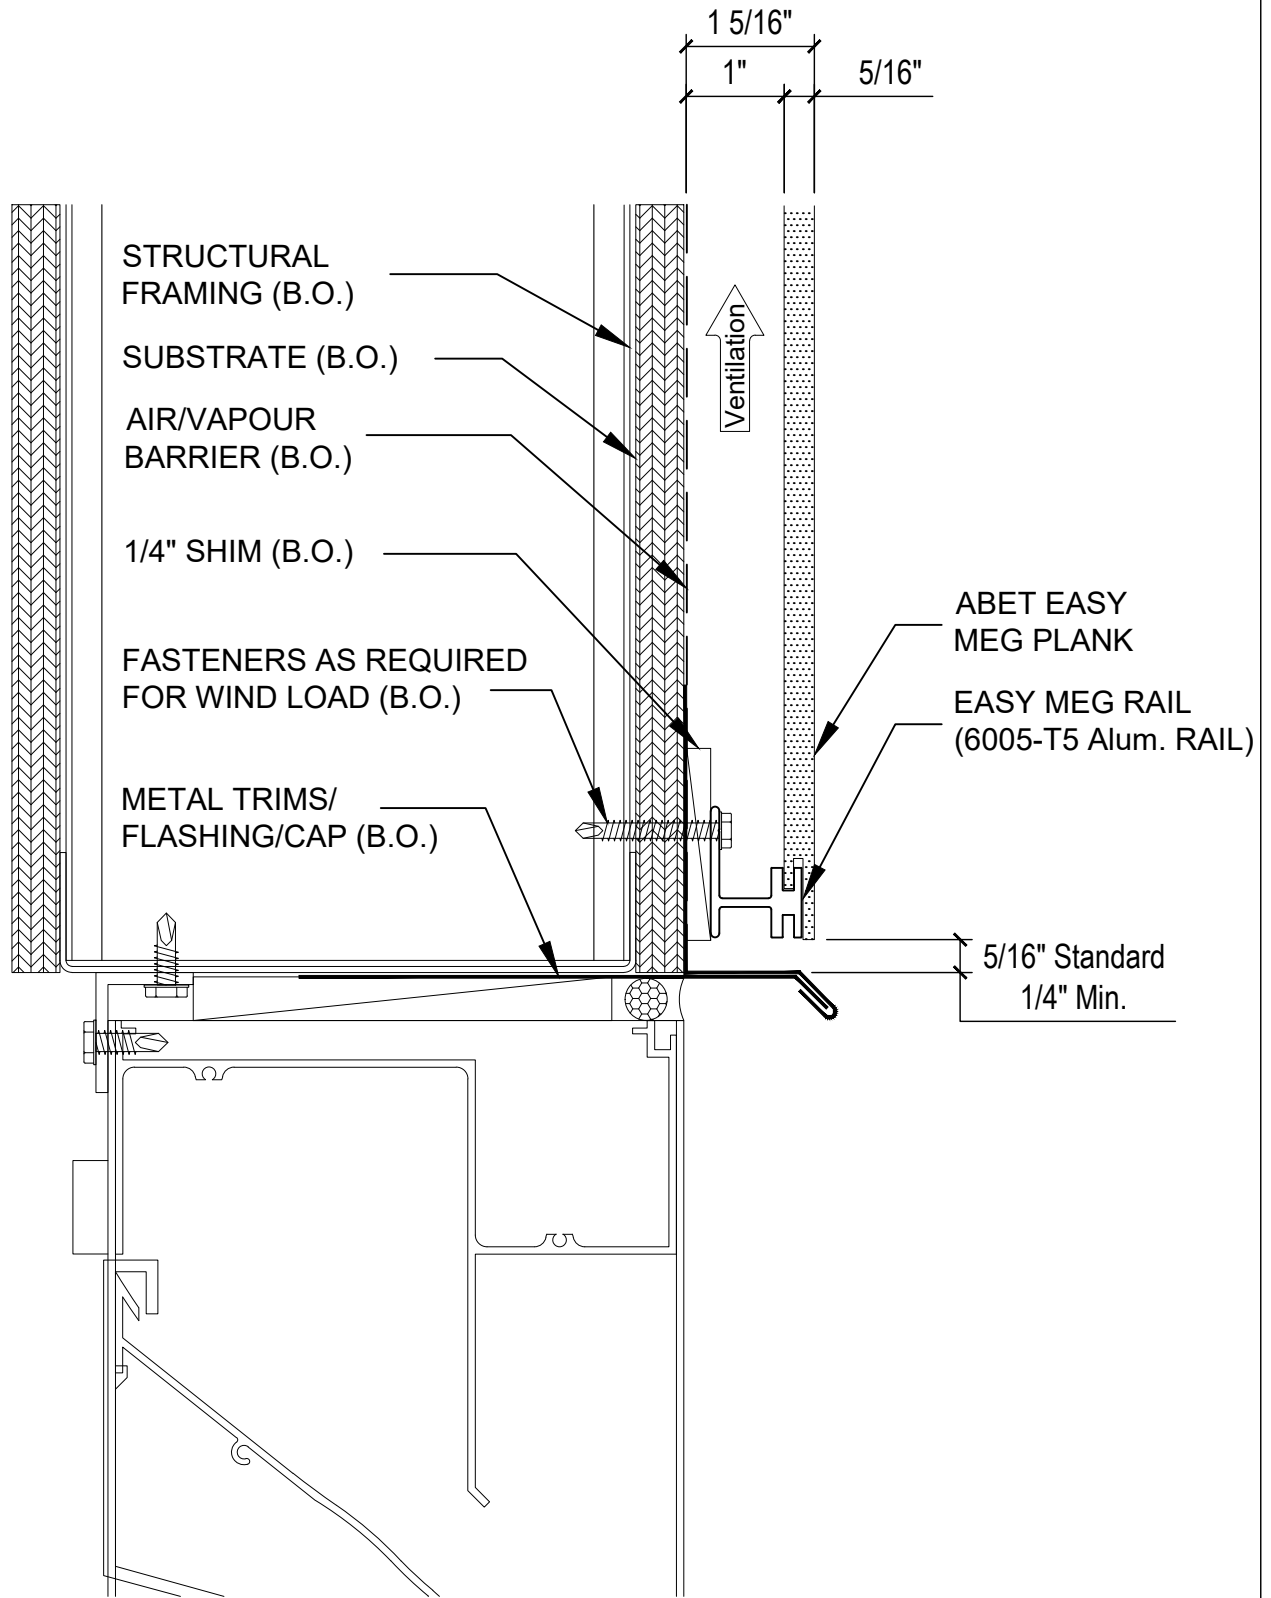 1 5/16"
1"
5/16"
STRUCTURAL
FRAMING (B.O.)
SUBSTRATE (B.O.)
AIR/VAPOUR
BARRIER (B.O.)
1/4" SHIM (B.O.)
FASTENERS AS REQUIRED
FOR WIND LOAD (B.O.)
METAL TRIMS/
FLASHING/CAP (B.O.)
Ventilation
ABET EASY
MEG PLANK
EASY MEG RAIL
(6005-T5 Alum. RAIL)
5/16" Standard
1/4" Min.